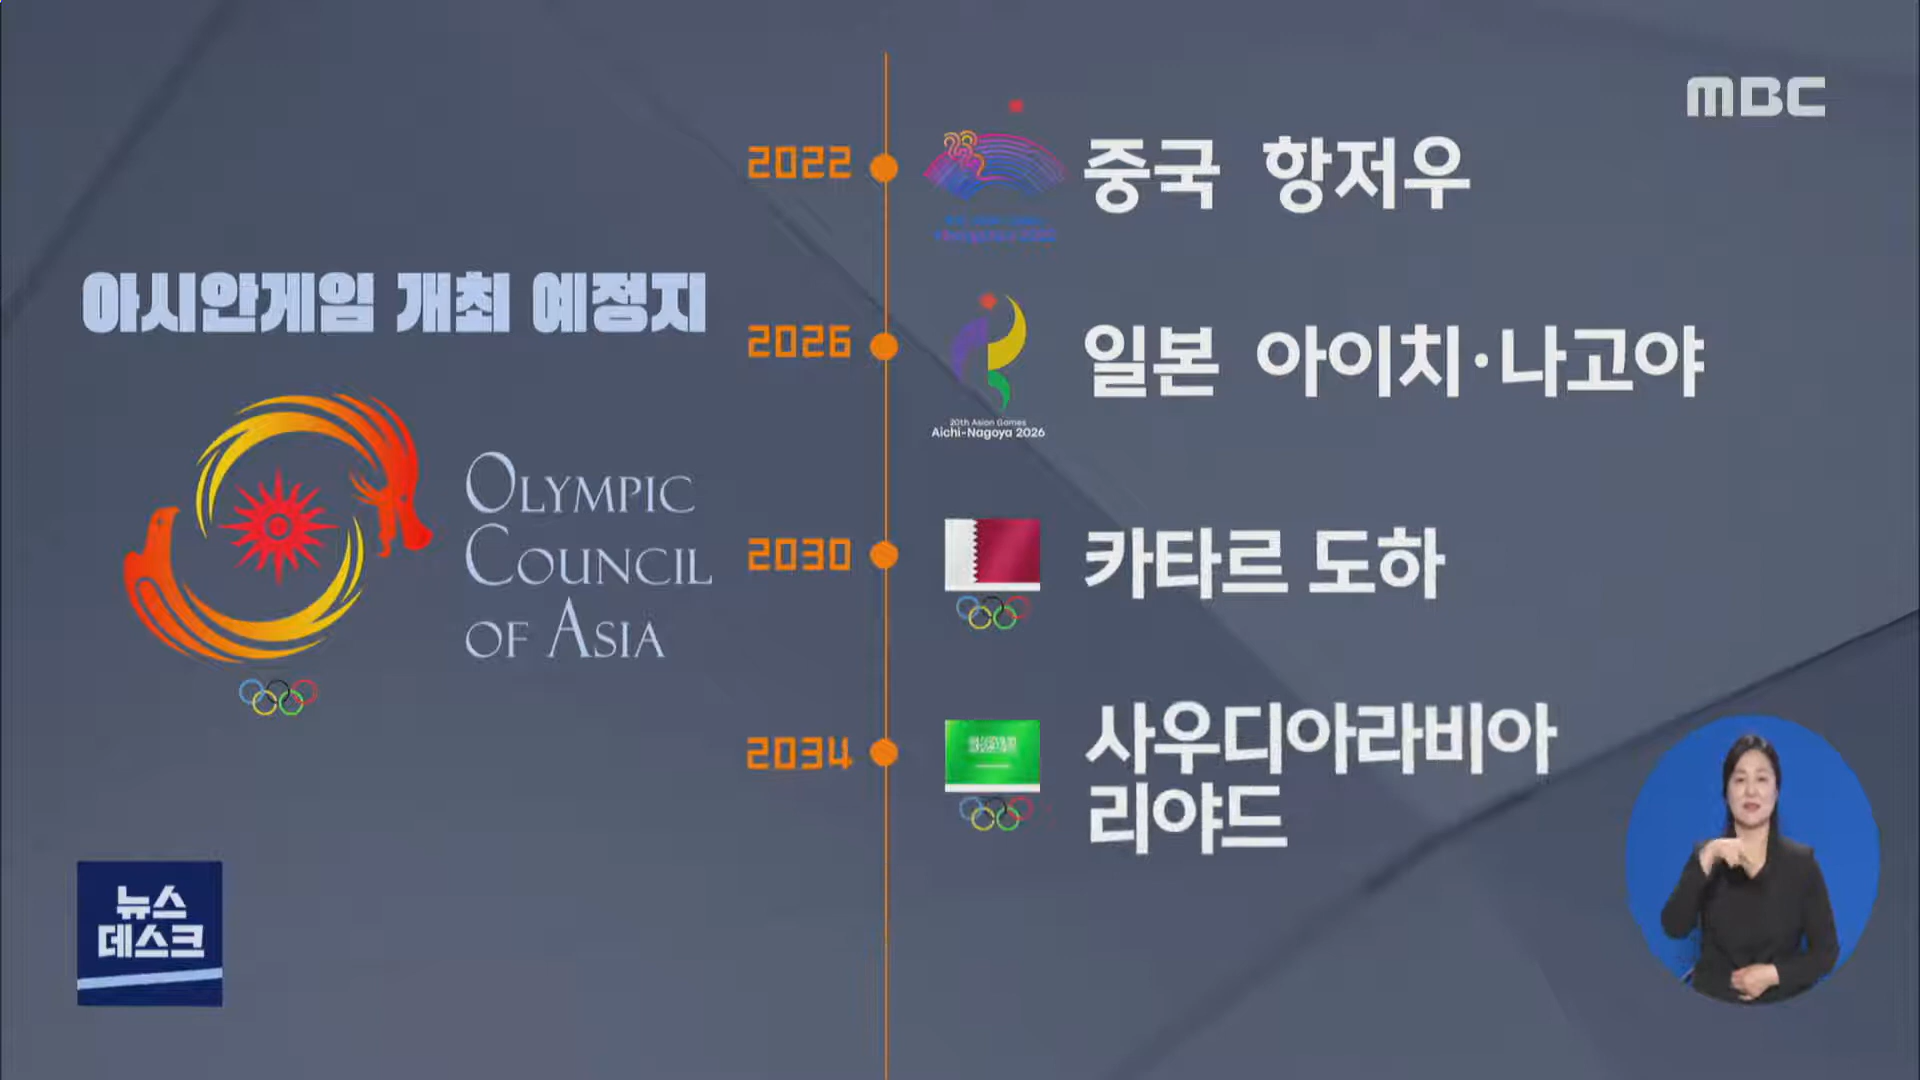 MBC
아시안게임 개최 예정지
OLYMPIC
COUNCIL
OF ASIA
2022
중국 항저우
2026
20th Asian Games
Aichi-Nagoya 2026
일본 아이치·나고야
2030
카타르 도하
2034
사우디아라비아
리야드
뉴스
데스크